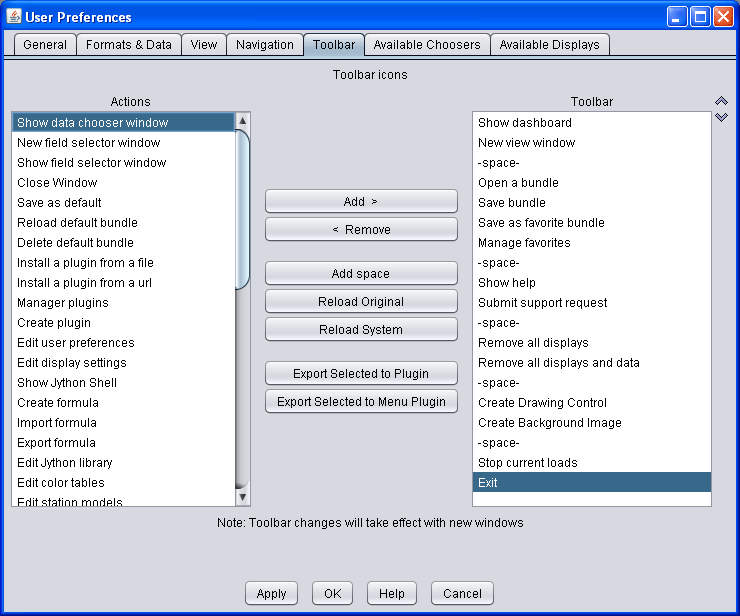 User Preferences
General
Formats & Data
View
Navigation
Toolbar
Available Choosers
Available Displays
Toolbar icons
Actions
Show data chooser window
New field selector window
Show field selector window
Close Window
Save as default
Reload default bundle
Delete default bundle
Install a plugin from a file
Install a plugin from a url
Manager plugins
Create plugin
Edit user preferences
Edit display settings
Show Jython Shell
Create formula
Import formula
Export formula
Edit Jython library
Edit color tables
Edit station models
Add >
< Remove
Add space
Reload Original
Reload System
Export Selected to Plugin
Export Selected to Menu Plugin
Toolbar
Show dashboard
New view window
-space-
Open a bundle
Save bundle
Save as favorite bundle
Manage favorites
-space-
Show help
Submit support request
-space-
Remove all displays
Remove all displays and data
-space-
Create Drawing Control
Create Background Image
-space-
Stop current loads
Exit
Note: Toolbar changes will take effect with new windows
Apply
OK
Help
Cancel